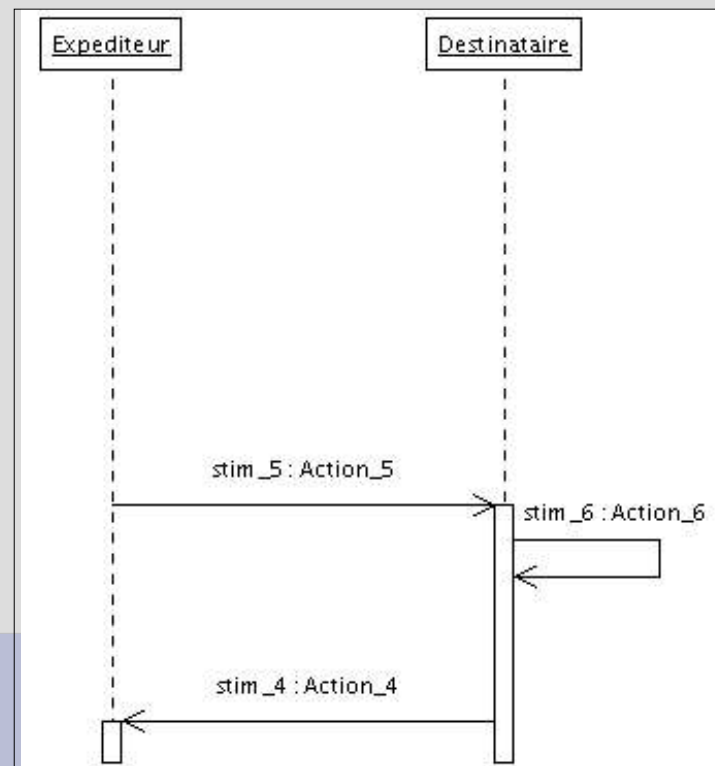 Expediteur
Destinataire
stim_5 : Action_5
stim_6 : Action_6
stim_4 : Action_4